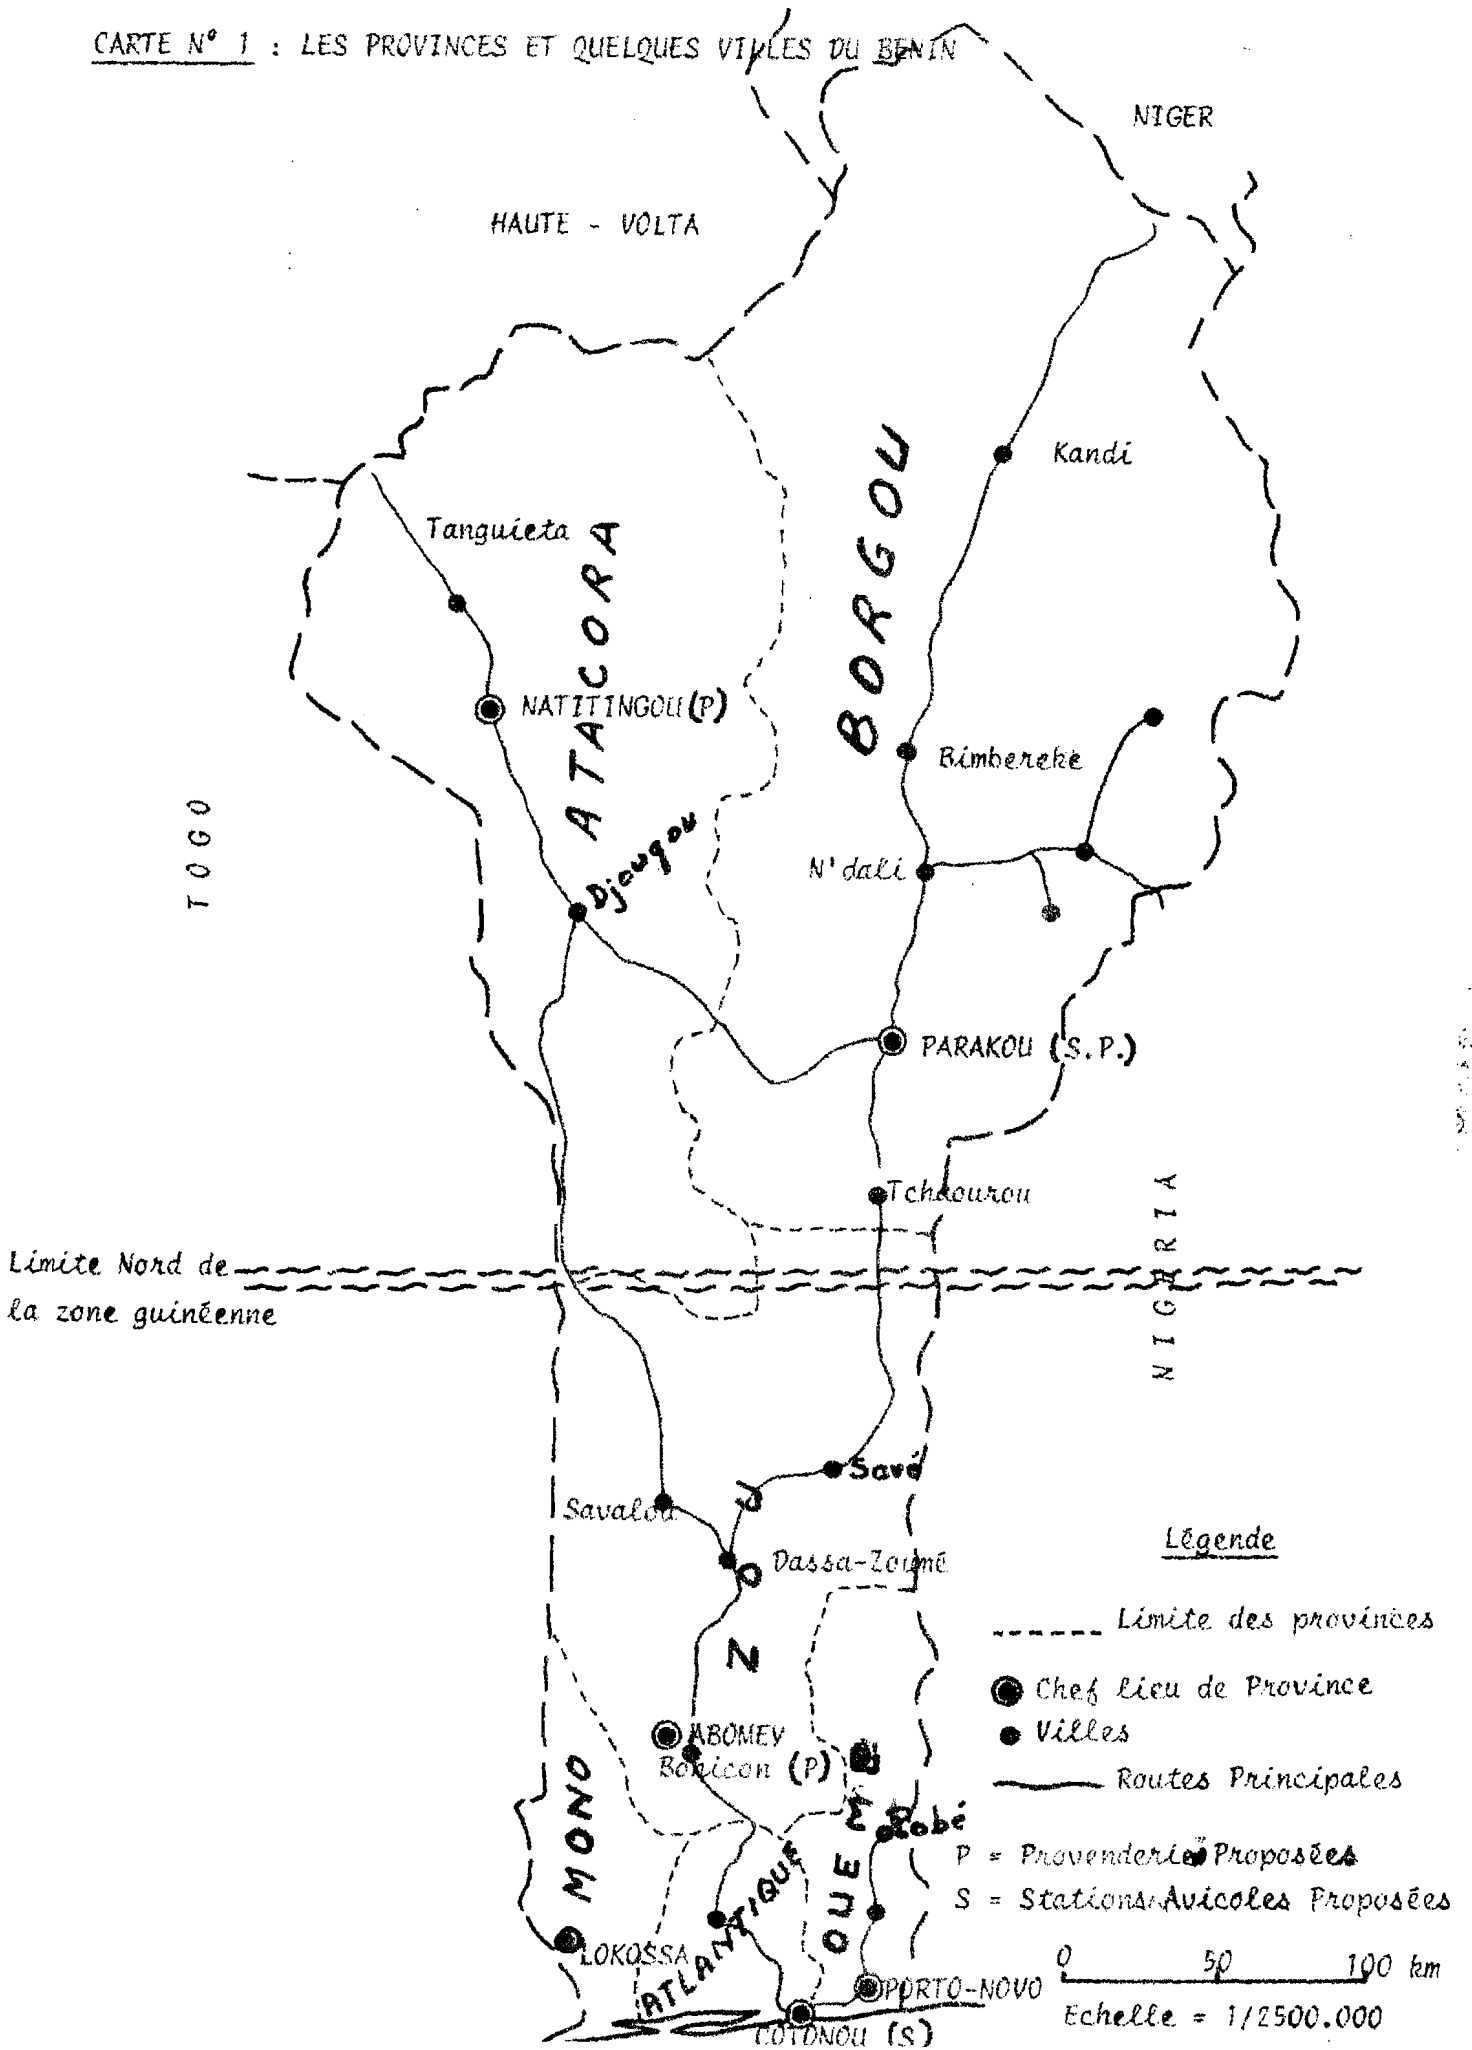 CARTE N° 1 : LES PROVINCES ET QUELQUES VILLES DU BENIN
NIGER
HAUTE - VOLTA
BORGOU
Kandi
Tanguieta
ATACORA
NATITINGOU (P)
Bimbereke
TOGO
Djougou
N'dali
PARAKOU (S.P.)
Tchaourou
NIGERIA
Limite Nord de
la zone guinéenne
Savé
Savalou
ZOU
Dassa-Zoumé
Légende
Limite des provinces
Chef lieu de Province
Villes
Routes Principales
ABOMEY
Bohicon (P)
MONO
OUEME
Pobé
P = Provenderies Proposées
S = Stations Avicoles Proposées
ATLANTIQUE
LOKOSSA
PORTO-NOVO
COTONOU (S)
0 50 100 km
Echelle = 1/2500.000